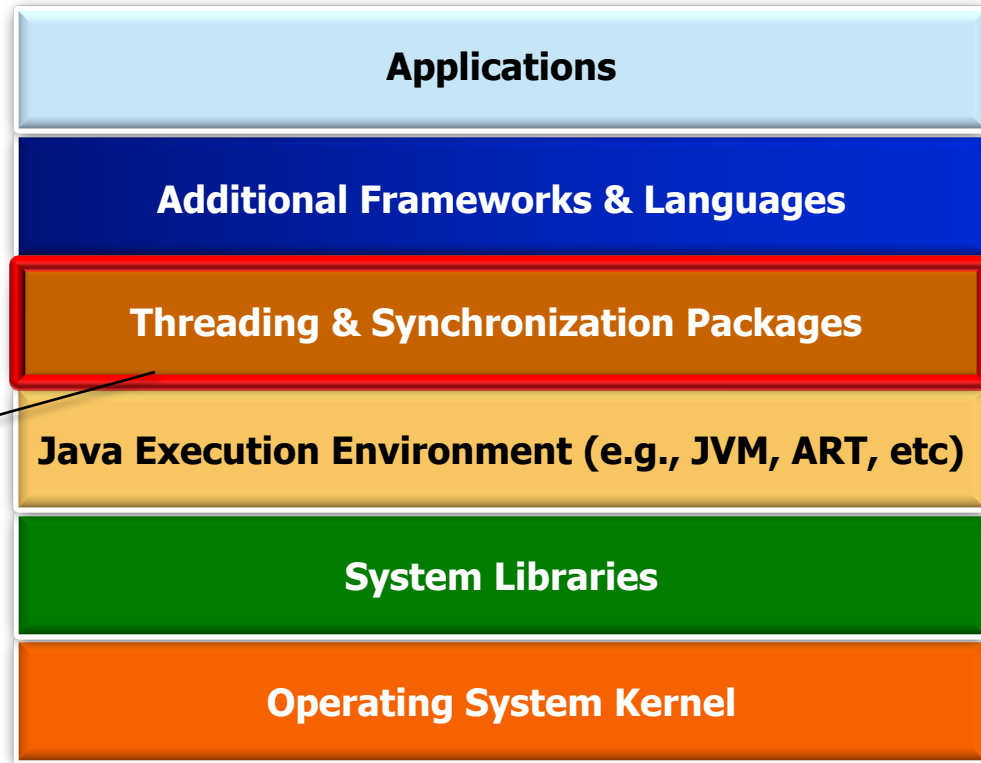 Applications
Additional Frameworks & Languages
Threading & Synchronization Packages
Java Execution Environment (e.g., JVM, ART, etc)
System Libraries
Operating System Kernel